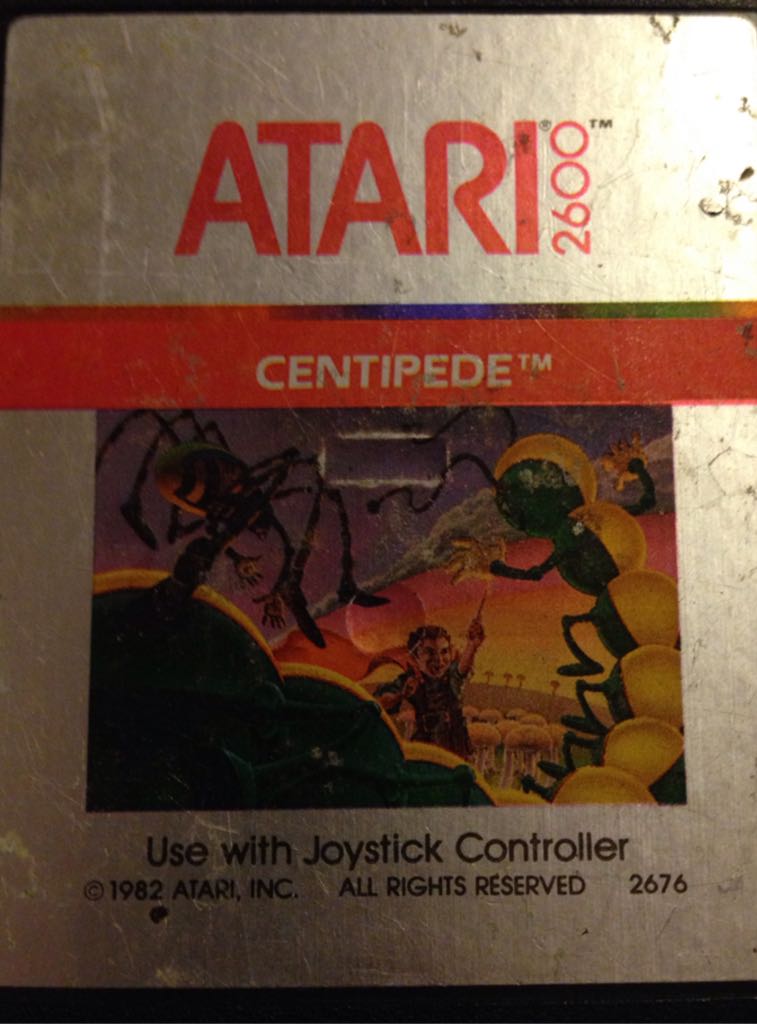 ATARI® 2600™
CENTIPEDE™
Use with Joystick Controller
© 1982 ATARI, INC. ALL RIGHTS RESERVED 2676